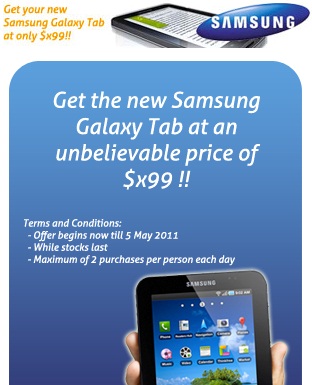 Get your new
Samsung Galaxy Tab
at only $x99!!
SAMSUNG
Get the new Samsung
Galaxy Tab at an
unbelievable price of
$x99 !!
Terms and Conditions:
- Offer begins now till 5 May 2011
- While stocks last
- Maximum of 2 purchases per person each day
SAMSUNG